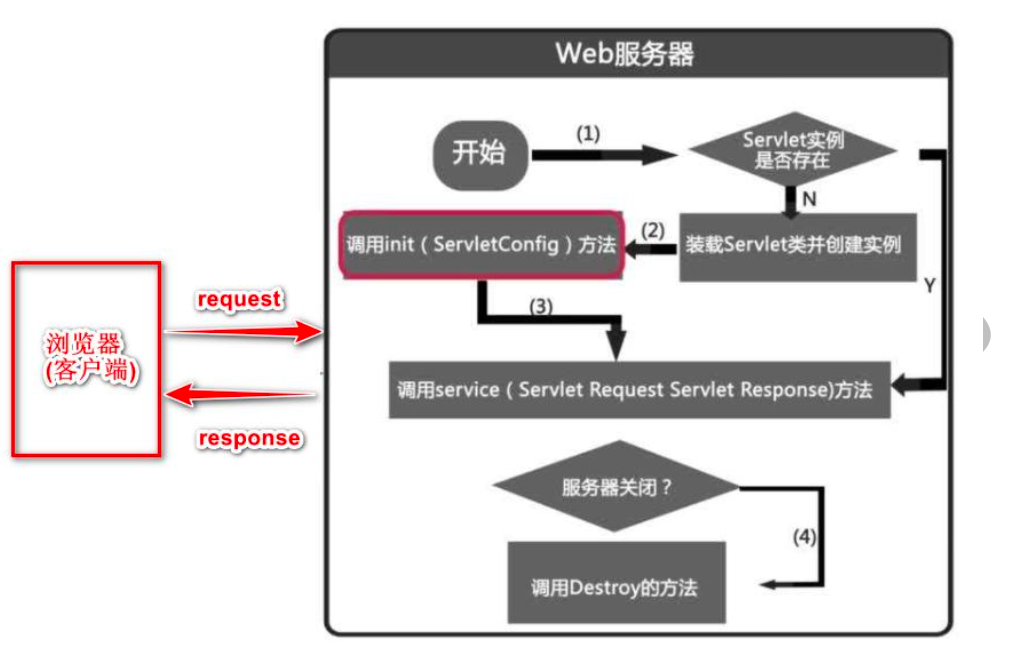 Web服务器
开始
(1)
Servlet实例
是否存在
N
Y
调用init（ServletConfig）方法
(2)
装载Servlet类并创建实例
(3)
request
浏览器
(客户端)
response
调用service（Servlet Request Servlet Response)方法
服务器关闭？
(4)
调用Destroy的方法